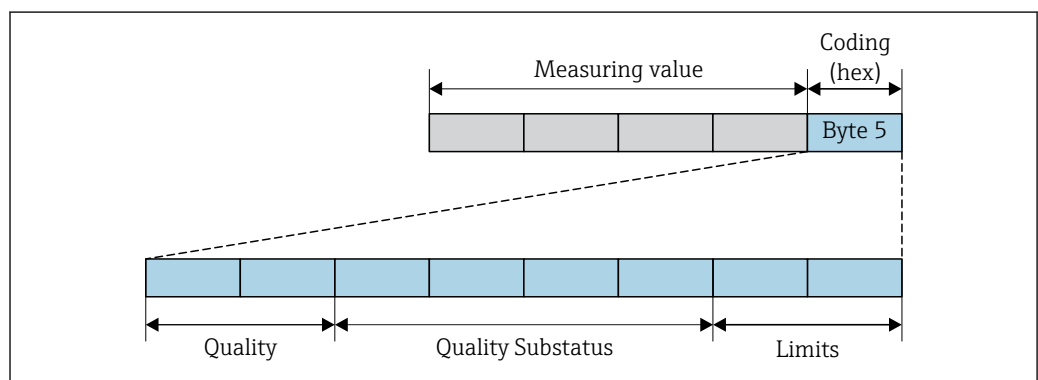 Coding
(hex)
Measuring value
Byte 5
Quality
Quality Substatus
Limits